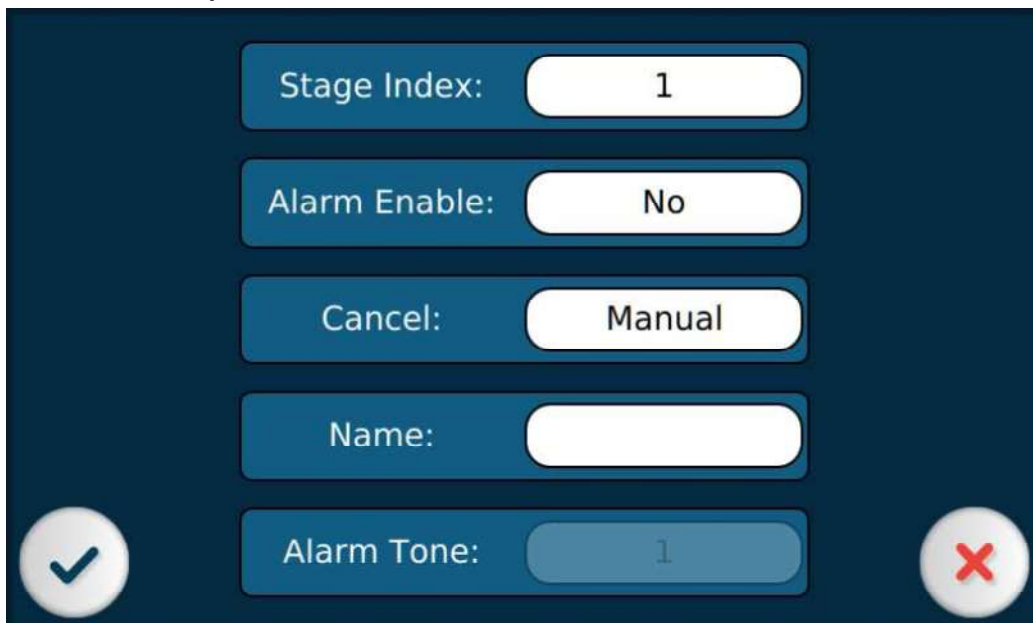 Stage Index: 1
Alarm Enable: No
Cancel: Manual
Name:
Alarm Tone: 1